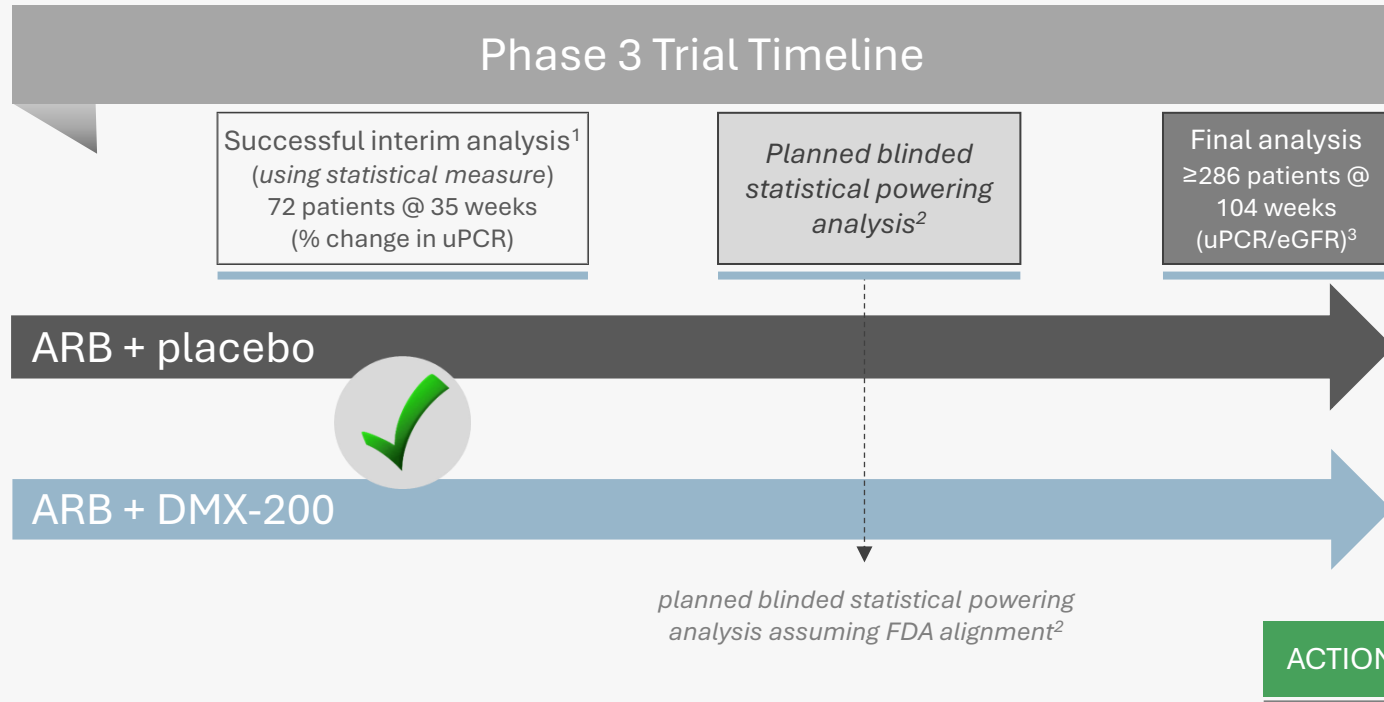 Phase 3 Trial Timeline
Successful interim analysis¹
(using statistical measure)
72 patients @ 35 weeks
(% change in uPCR)
Planned blinded
statistical powering
analysis²
Final analysis
≥286 patients @
104 weeks
(uPCR/eGFR)³
ARB + placebo
ARB + DMX-200
planned blinded statistical powering
analysis assuming FDA alignment²
ACTION